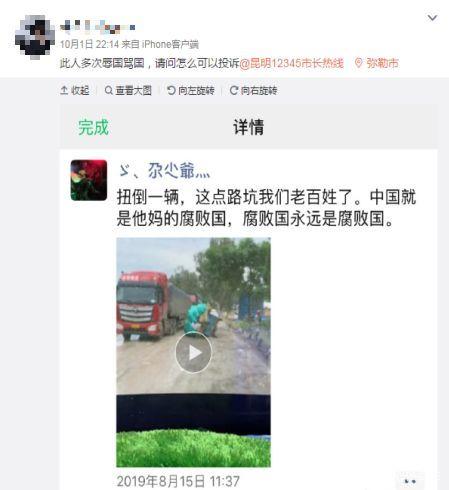 10月1日 22:14 来自 iPhone客户端
此人多次辱国骂国，请问怎么可以投诉@昆明12345市长热线 弥勒市
收起 查看大图 向左旋转 向右旋转
完成 详情
尕尐爺灬
扭倒一辆，这点路坑我们老百姓了。中国就
是他妈的腐败国，腐败国永远是腐败国。
2019年8月15日 11:37